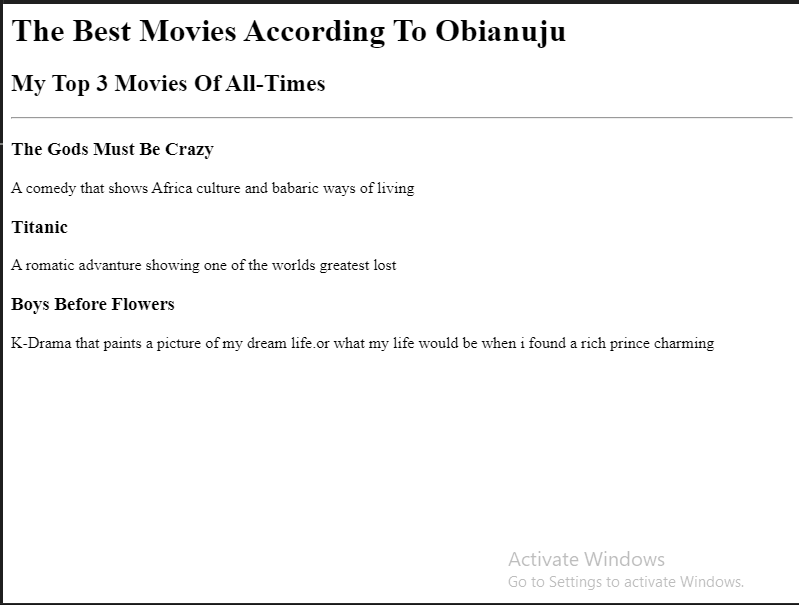 The Best Movies According To Obianuju
My Top 3 Movies Of All-Times
The Gods Must Be Crazy
A comedy that shows Africa culture and babaric ways of living
Titanic
A romatic advanture showing one of the worlds greatest lost
Boys Before Flowers
K-Drama that paints a picture of my dream life.or what my life would be when i found a rich prince charming
Activate Windows
Go to Settings to activate Windows.